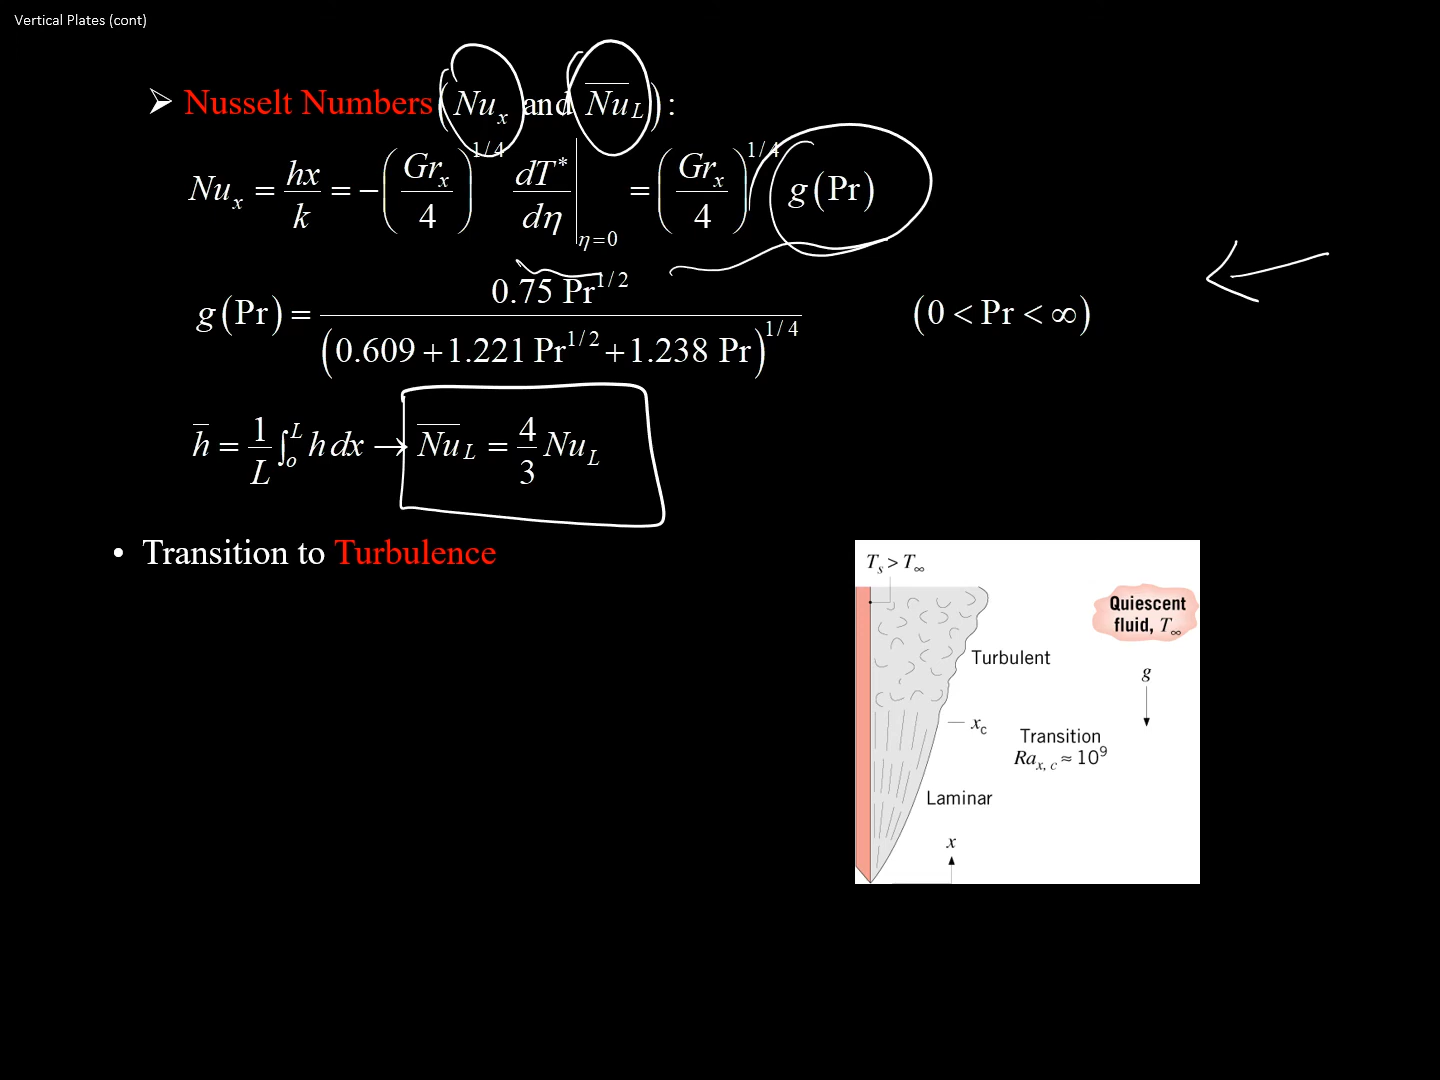 Vertical Plates (cont)
➢ Nusselt Numbers (Nu_x and \overline{Nu}_L):
Nu_x = hx/k = −(Gr_x/4)^{1/4} dT*/dη|_{η=0} = (Gr_x/4)^{1/4} g(Pr)
g(Pr) = 0.75 Pr^{1/2} / (0.609 + 1.221 Pr^{1/2} + 1.238 Pr)^{1/4} (0 < Pr < ∞)
\overline{h} = 1/L ∫_o^L h dx → \overline{Nu}_L = 4/3 Nu_L
• Transition to Turbulence
T_s > T_∞
Quiescent
fluid, T_∞
Turbulent
g
x_c
Transition
Ra_{x, c} ≈ 10^9
Laminar
x